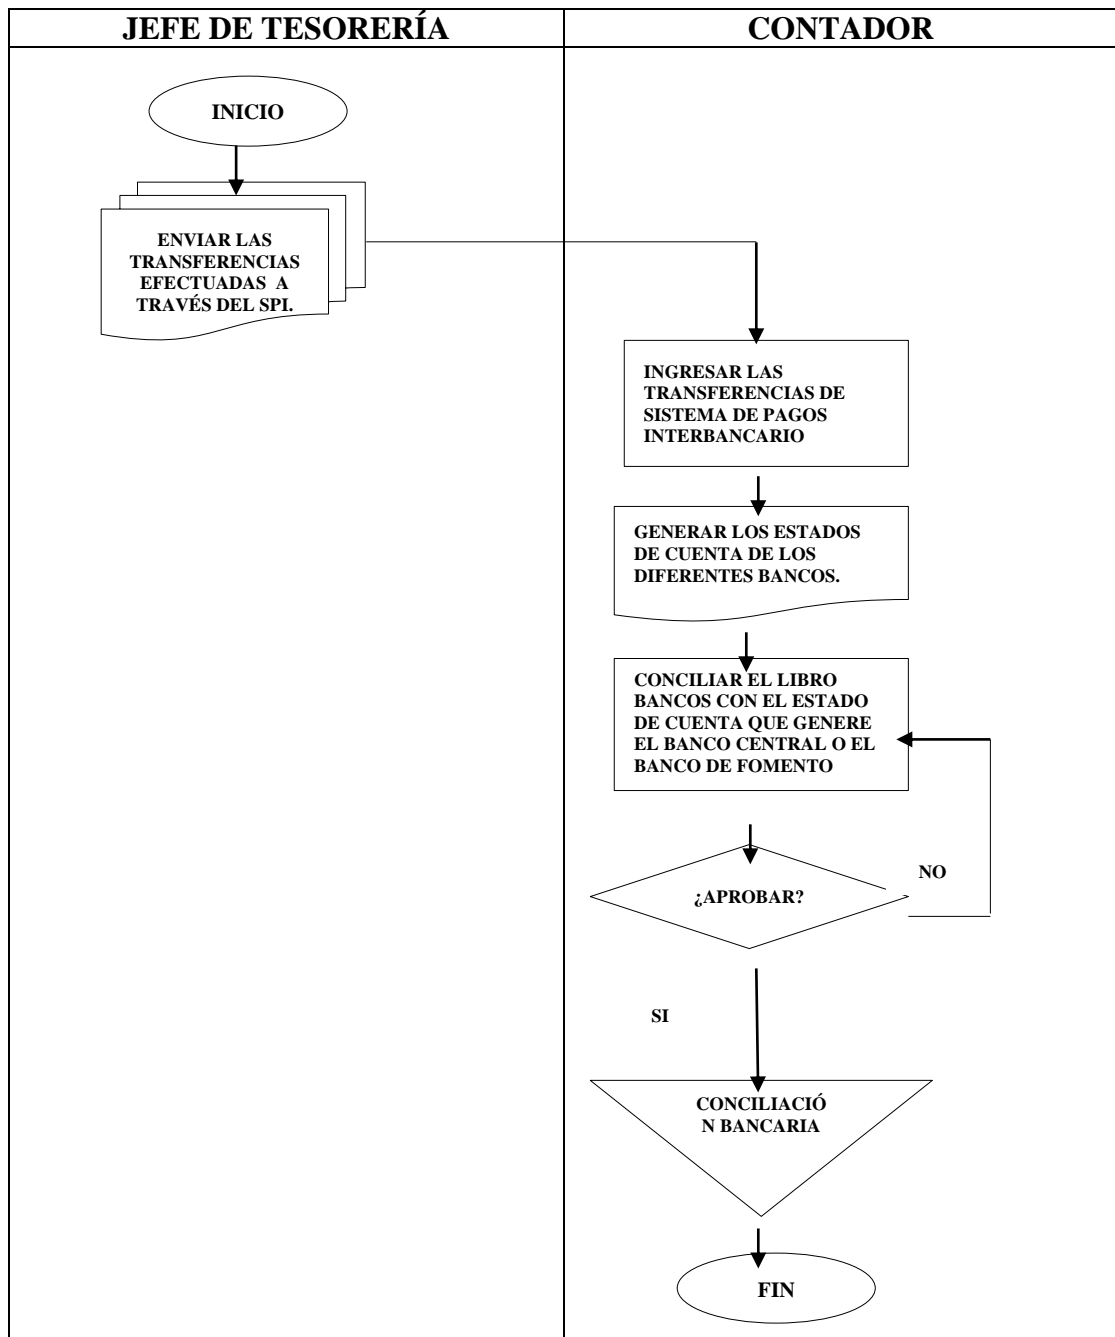 JEFE DE TESORERÍA
CONTADOR
INICIO
ENVIAR LAS
TRANSFERENCIAS
EFECTUADAS A
TRAVÉS DEL SPI.
INGRESAR LAS
TRANSFERENCIAS DE
SISTEMA DE PAGOS
INTERBANCARIO
GENERAR LOS ESTADOS
DE CUENTA DE LOS
DIFERENTES BANCOS.
CONCILIAR EL LIBRO
BANCOS CON EL ESTADO
DE CUENTA QUE GENERE
EL BANCO CENTRAL O EL
BANCO DE FOMENTO
¿APROBAR?
NO
SI
CONCILIACIÓ
N BANCARIA
FIN